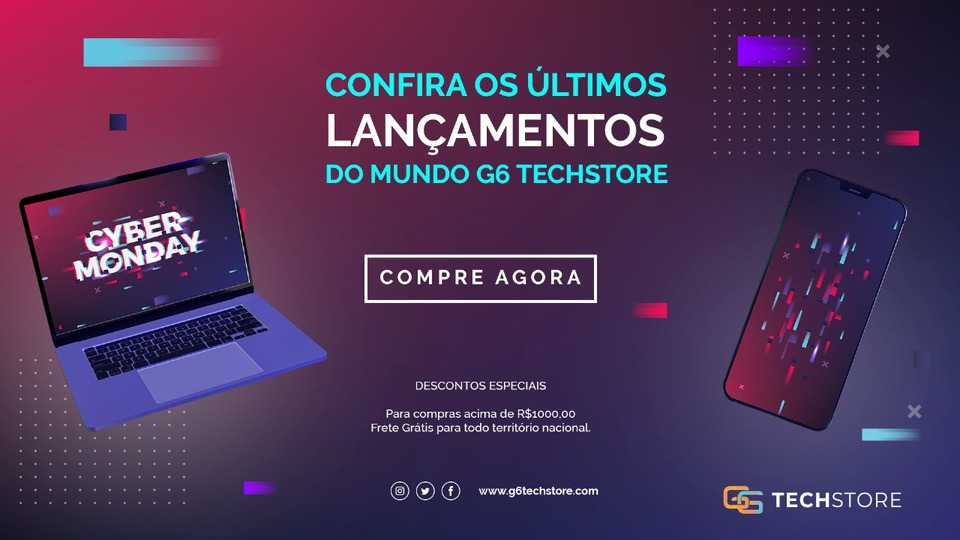 CONFIRA OS ÚLTIMOS
LANÇAMENTOS
DO MUNDO G6 TECHSTORE
CYBER
MONDAY
COMPRE AGORA
DESCONTOS ESPECIAIS
Para compras acima de R$1000,00
Frete Grátis para todo território nacional.
www.g6techstore.com
G6 TECHSTORE